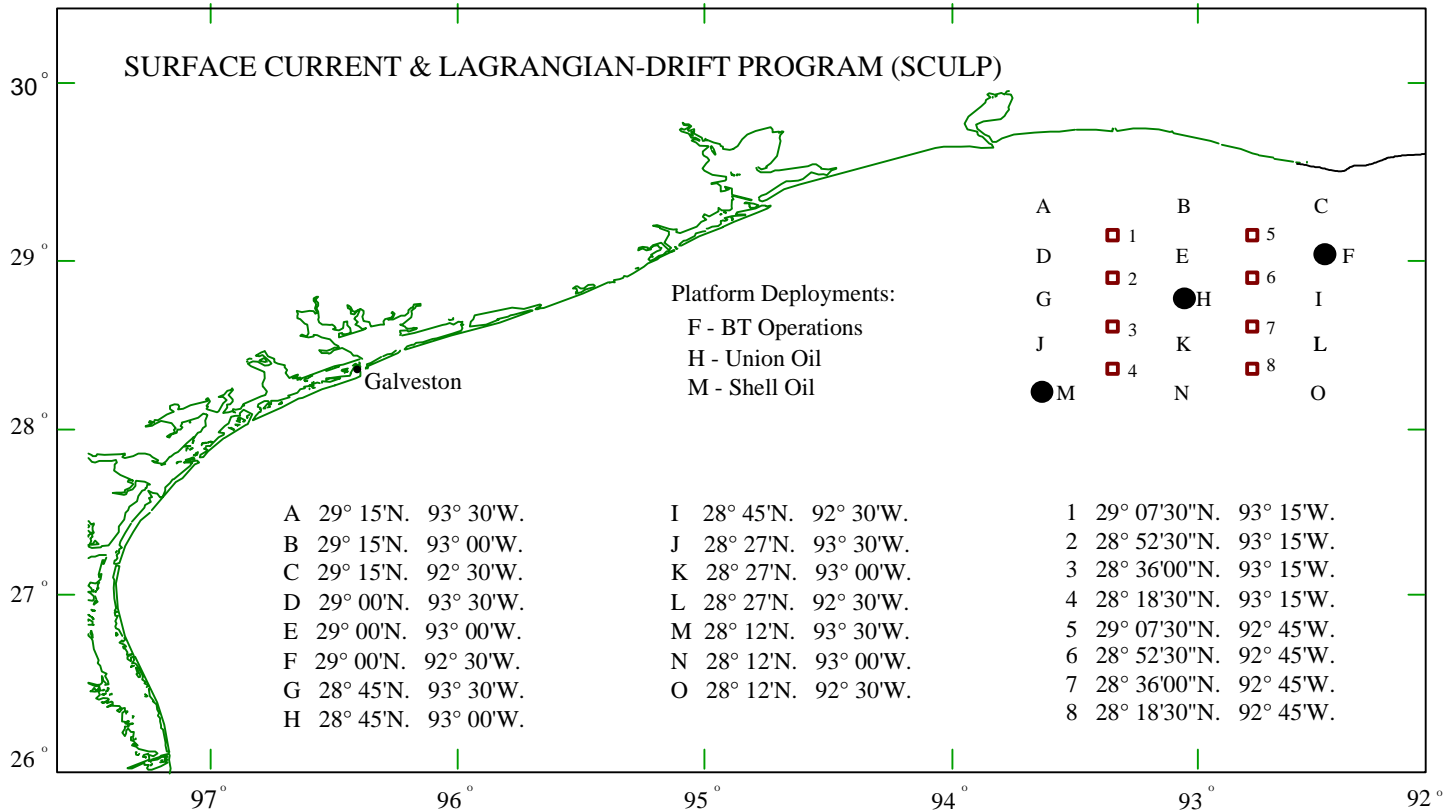 SURFACE CURRENT & LAGRANGIAN-DRIFT PROGRAM (SCULP)
30°
29°
28°
27°
26°
A B C
1 5
D E F
2 6
G H I
3 7
J K L
4 8
M N O
Platform Deployments:
F - BT Operations
H - Union Oil
M - Shell Oil
Galveston
A 29° 15'N. 93° 30'W.
B 29° 15'N. 93° 00'W.
C 29° 15'N. 92° 30'W.
D 29° 00'N. 93° 30'W.
E 29° 00'N. 93° 00'W.
F 29° 00'N. 92° 30'W.
G 28° 45'N. 93° 30'W.
H 28° 45'N. 93° 00'W.
I 28° 45'N. 92° 30'W.
J 28° 27'N. 93° 30'W.
K 28° 27'N. 93° 00'W.
L 28° 27'N. 92° 30'W.
M 28° 12'N. 93° 30'W.
N 28° 12'N. 93° 00'W.
O 28° 12'N. 92° 30'W.
1 29° 07'30"N. 93° 15'W.
2 28° 52'30"N. 93° 15'W.
3 28° 36'00"N. 93° 15'W.
4 28° 18'30"N. 93° 15'W.
5 29° 07'30"N. 92° 45'W.
6 28° 52'30"N. 92° 45'W.
7 28° 36'00"N. 92° 45'W.
8 28° 18'30"N. 92° 45'W.
97° 96° 95° 94° 93° 92°